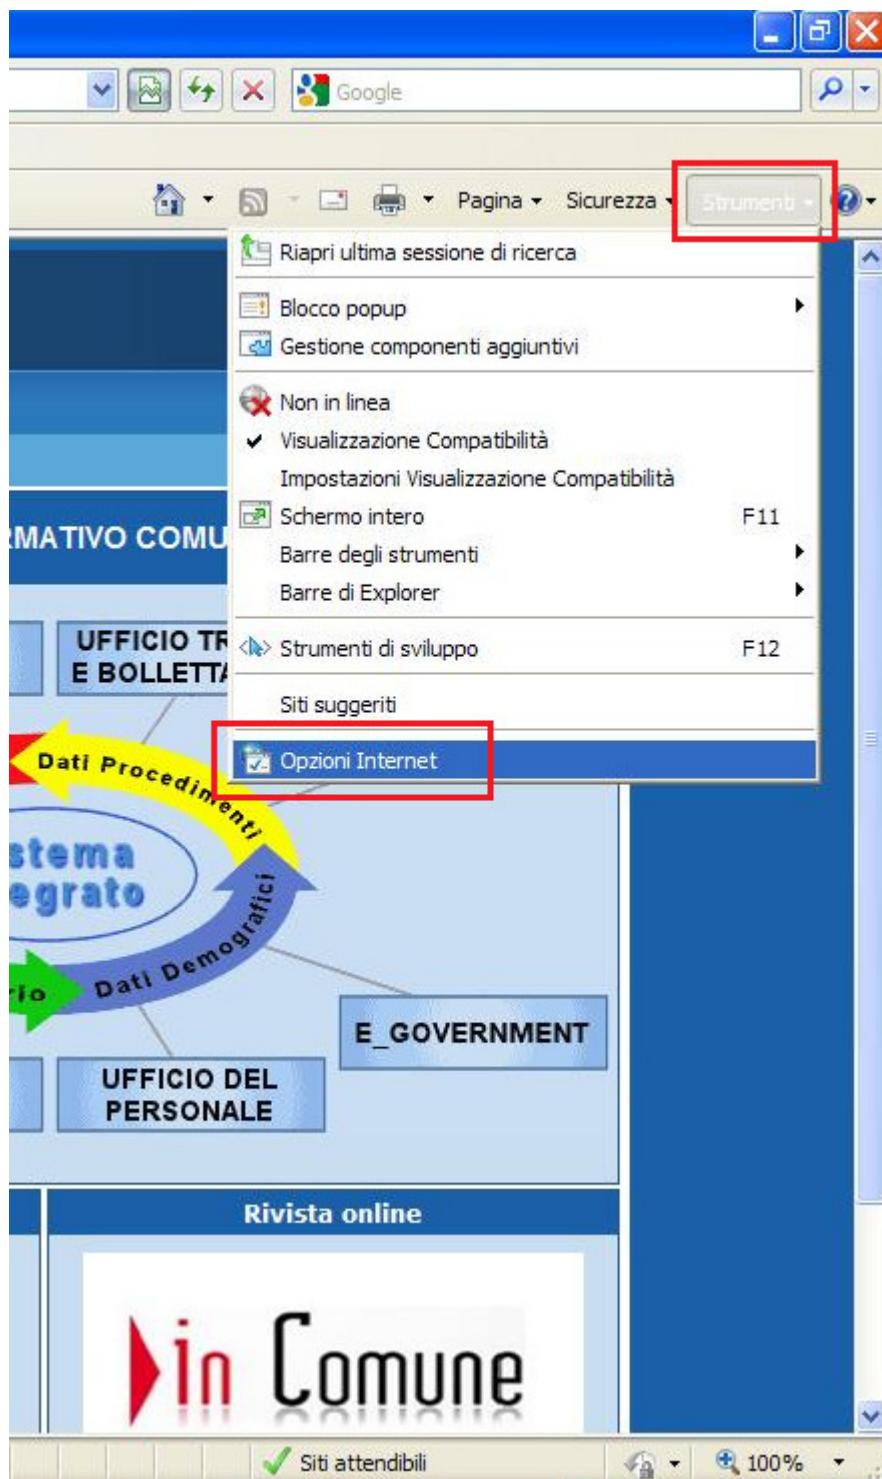 Google
Pagina
Sicurezza
Strumenti
Riapri ultima sessione di ricerca
Blocco popup
Gestione componenti aggiuntivi
Non in linea
Visualizzazione Compatibilità
Impostazioni Visualizzazione Compatibilità
Schermo intero F11
Barre degli strumenti
Barre di Explorer
Strumenti di sviluppo F12
Siti suggeriti
Opzioni Internet
RMATIVO COMU
UFFICIO TR
E BOLLETTA
Dati Procedimenti
stema
egrato
Dati Demografici
rio
E_GOVERNMENT
UFFICIO DEL
PERSONALE
Rivista online
in Comune
Siti attendibili
100%